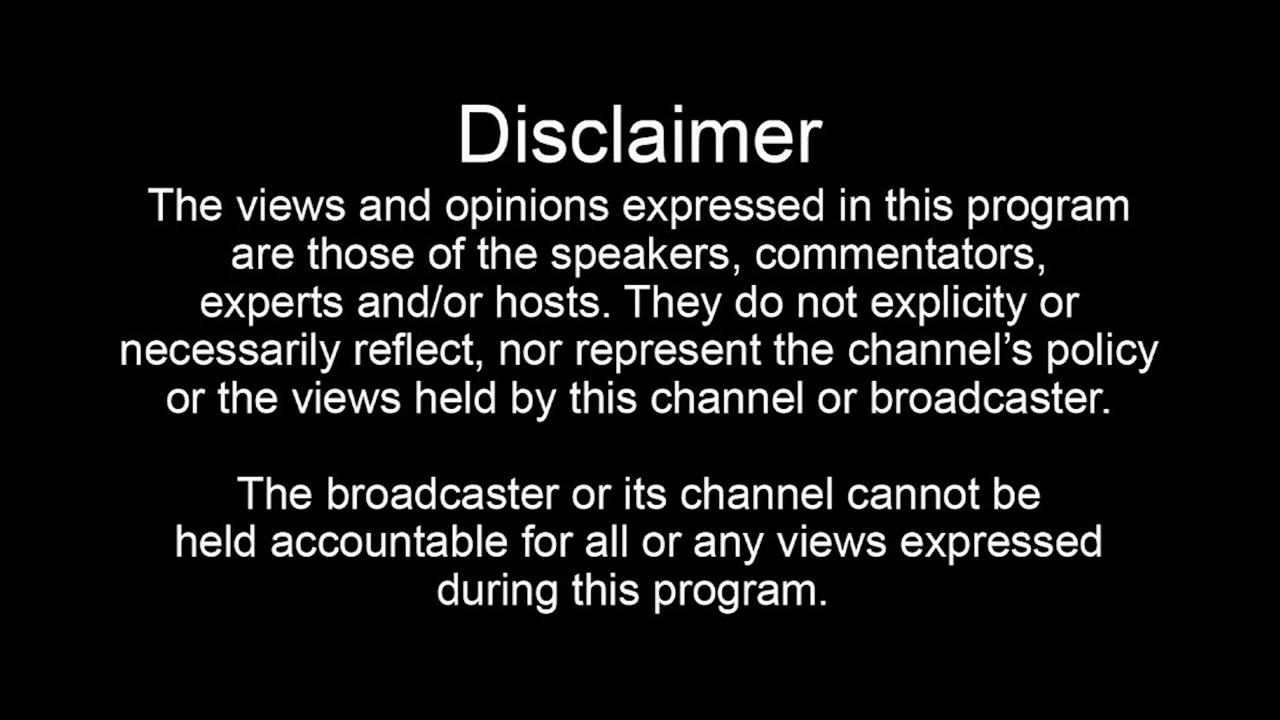 Disclaimer
The views and opinions expressed in this program
are those of the speakers, commentators,
experts and/or hosts. They do not explicity or
necessarily reflect, nor represent the channel’s policy
or the views held by this channel or broadcaster.
The broadcaster or its channel cannot be
held accountable for all or any views expressed
during this program.